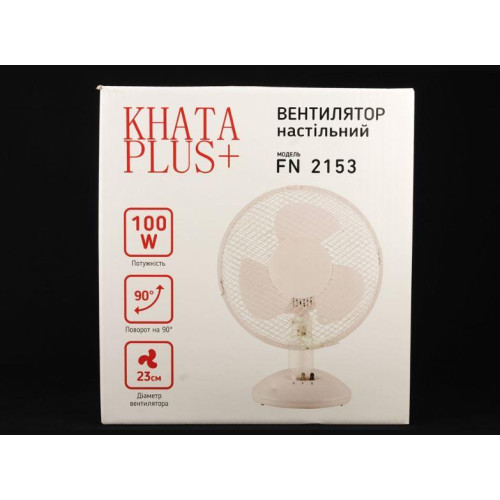 KHATA
PLUS+
ВЕНТИЛЯТОР
настільний
МОДЕЛЬ
FN 2153
100
W
Потужність
90°
Поворот на 90°
23см
Діаметр
вентилятора